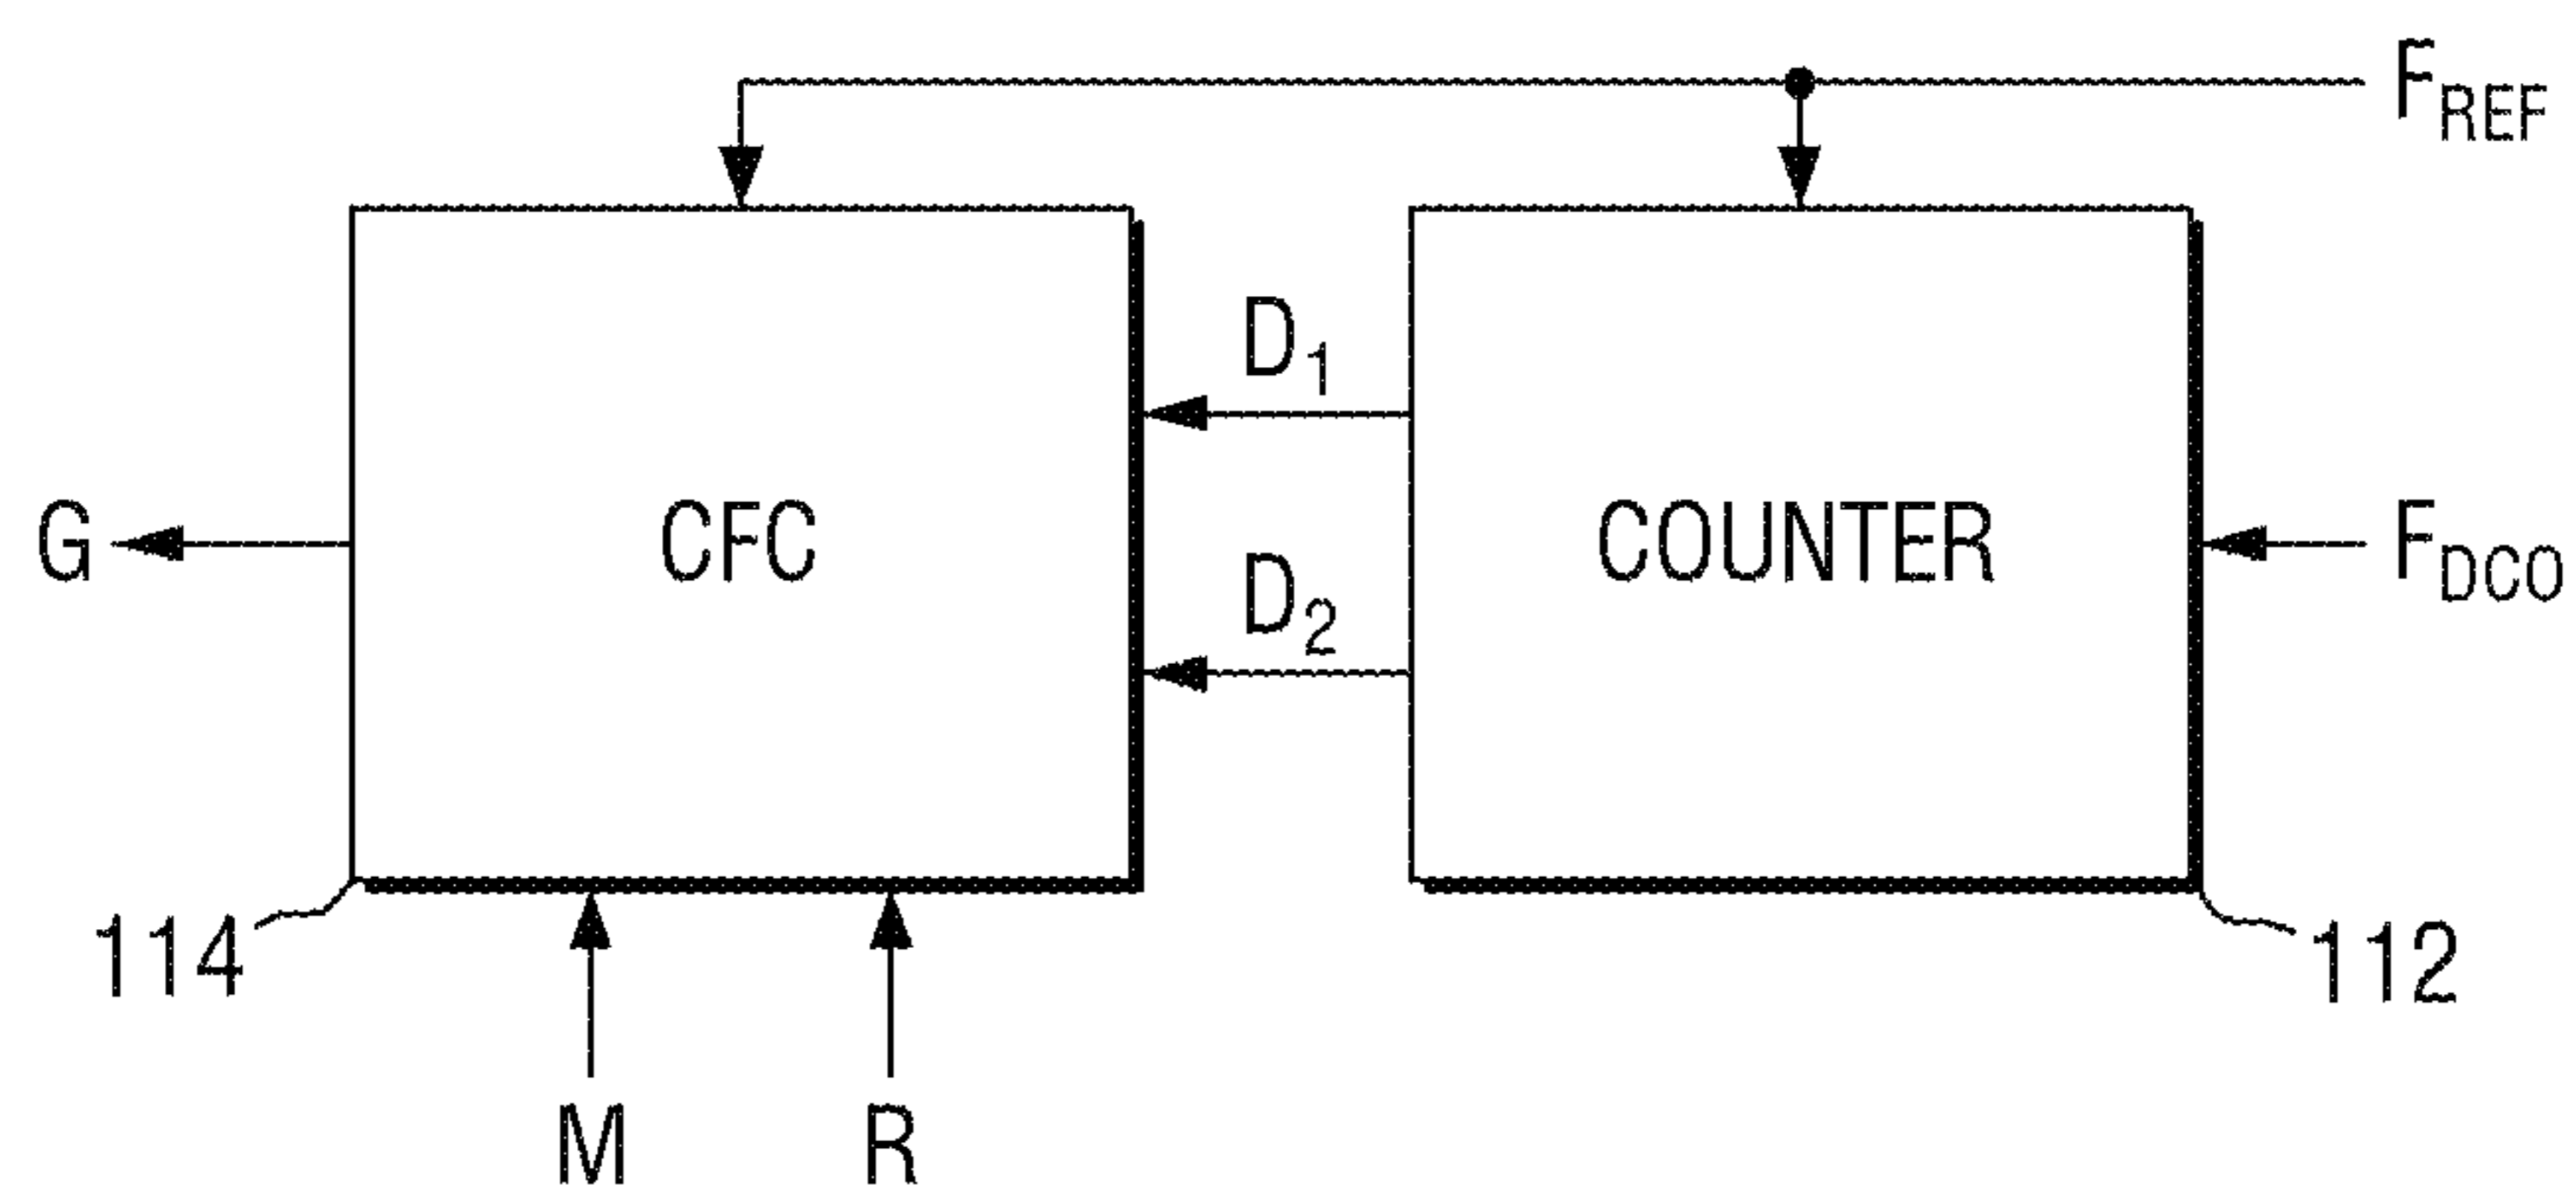 F_REF
D_1
G
CFC
COUNTER
F_DCO
D_2
114
112
M
R